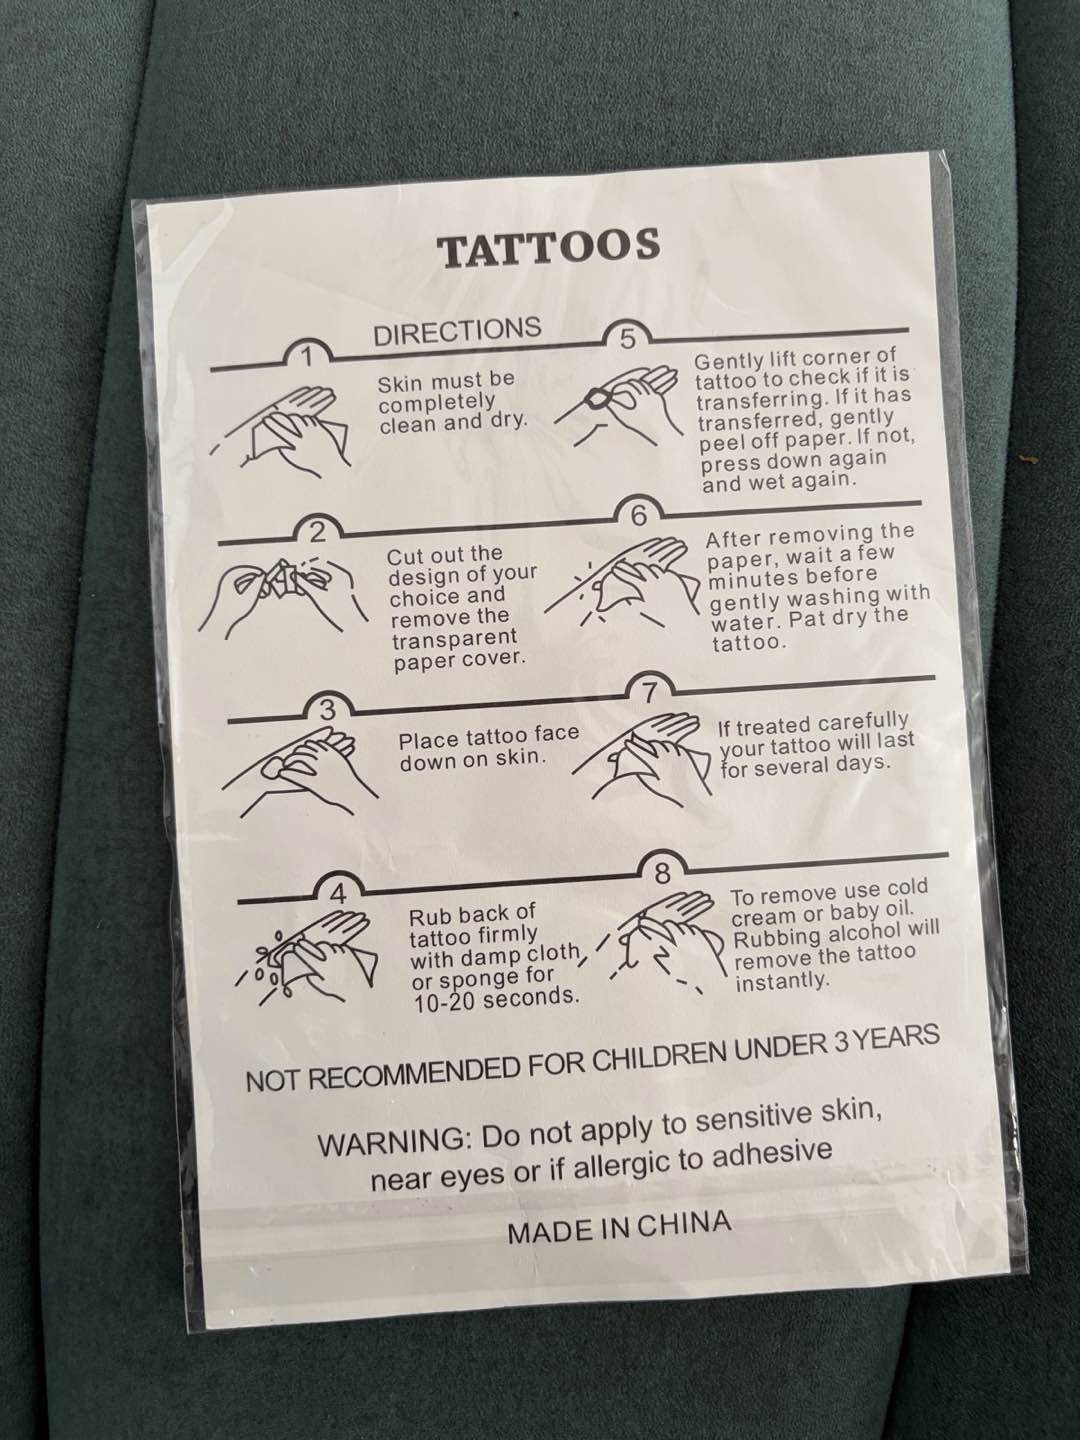 TATTOOS
DIRECTIONS
1
Skin must be
completely
clean and dry.
2
Cut out the
design of your
choice and
remove the
transparent
paper cover.
3
Place tattoo face
down on skin.
4
Rub back of
tattoo firmly
with damp cloth,
or sponge for
10-20 seconds.
5
Gently lift corner of
tattoo to check if it is
transferring. If it has
transferred, gently
peel off paper. If not,
press down again
and wet again.
6
After removing the
paper, wait a few
minutes before
gently washing with
water. Pat dry the
tattoo.
7
If treated carefully
your tattoo will last
for several days.
8
To remove use cold
cream or baby oil.
Rubbing alcohol will
remove the tattoo
instantly.
NOT RECOMMENDED FOR CHILDREN UNDER 3 YEARS
WARNING: Do not apply to sensitive skin,
near eyes or if allergic to adhesive
MADE IN CHINA